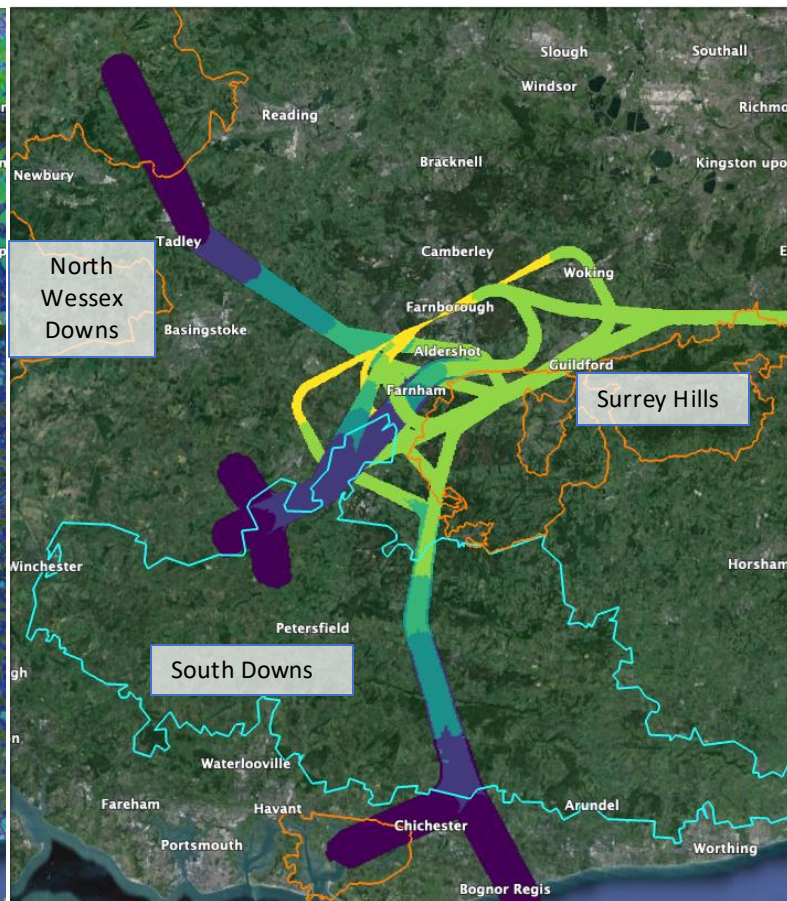 Slough
Southall
Windsor
Richmo
Reading
Bracknell
Kingston upo
Newbury
Tadley
North
Wessex
Downs
Camberley
Woking
Farnborough
Basingstoke
Aldershot
Guildford
Farnham
Surrey Hills
Winchester
Horsham
Petersfield
South Downs
gh
n
Waterlooville
Fareham
Havant
Arundel
Chichester
Portsmouth
Worthing
Bognor Regis